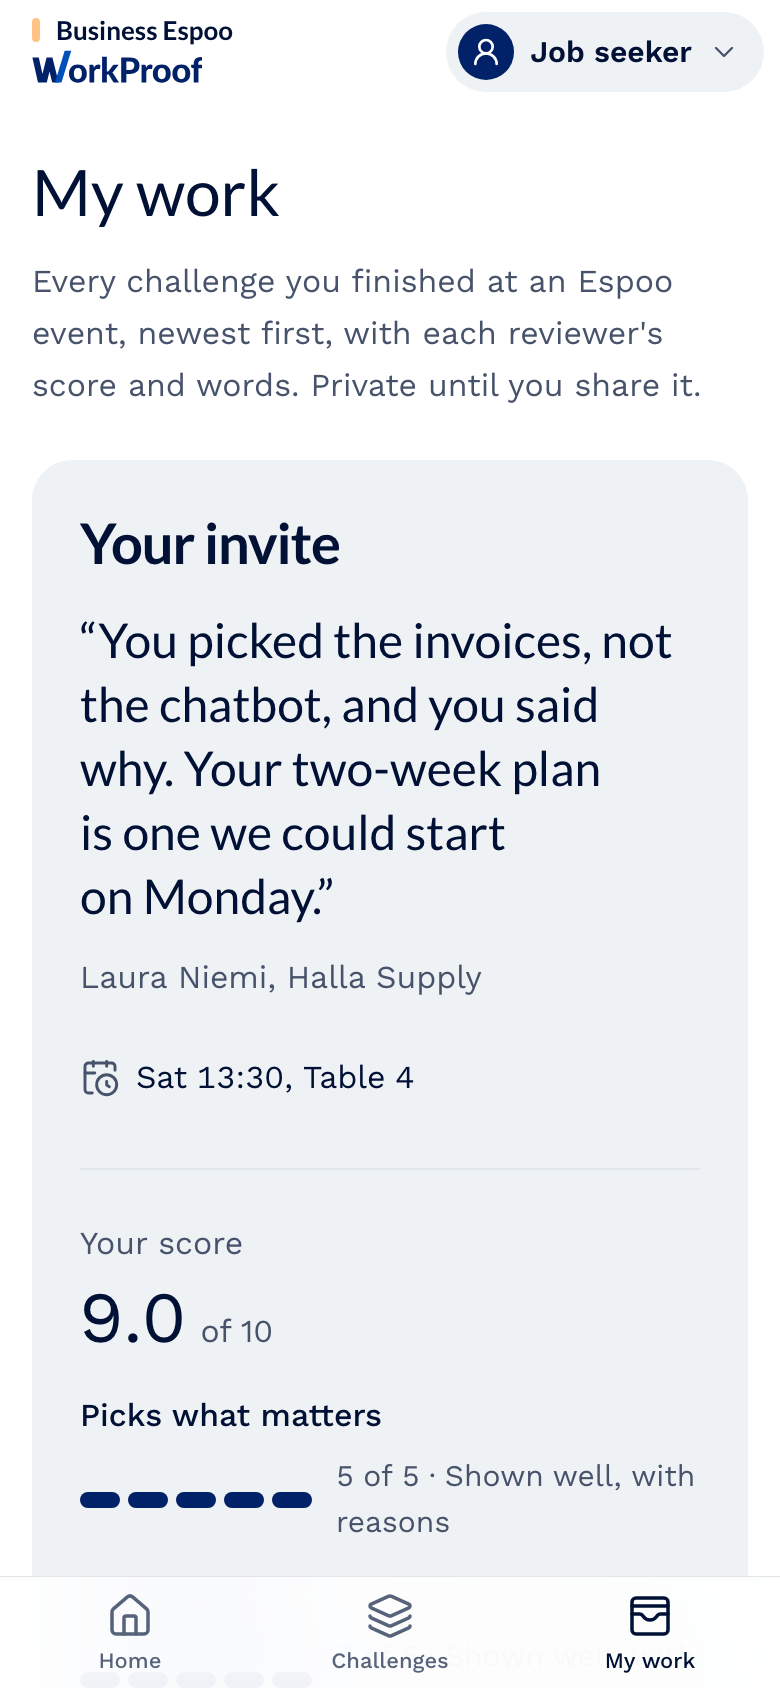 Business Espoo
WorkProof
Job seeker
My work
Every challenge you finished at an Espoo
event, newest first, with each reviewer's
score and words. Private until you share it.
Your invite
“You picked the invoices, not
the chatbot, and you said
why. Your two-week plan
is one we could start
on Monday.”
Laura Niemi, Halla Supply
Sat 13:30, Table 4
Your score
9.0 of 10
Picks what matters
5 of 5 · Shown well, with
reasons
Home
Challenges
My work